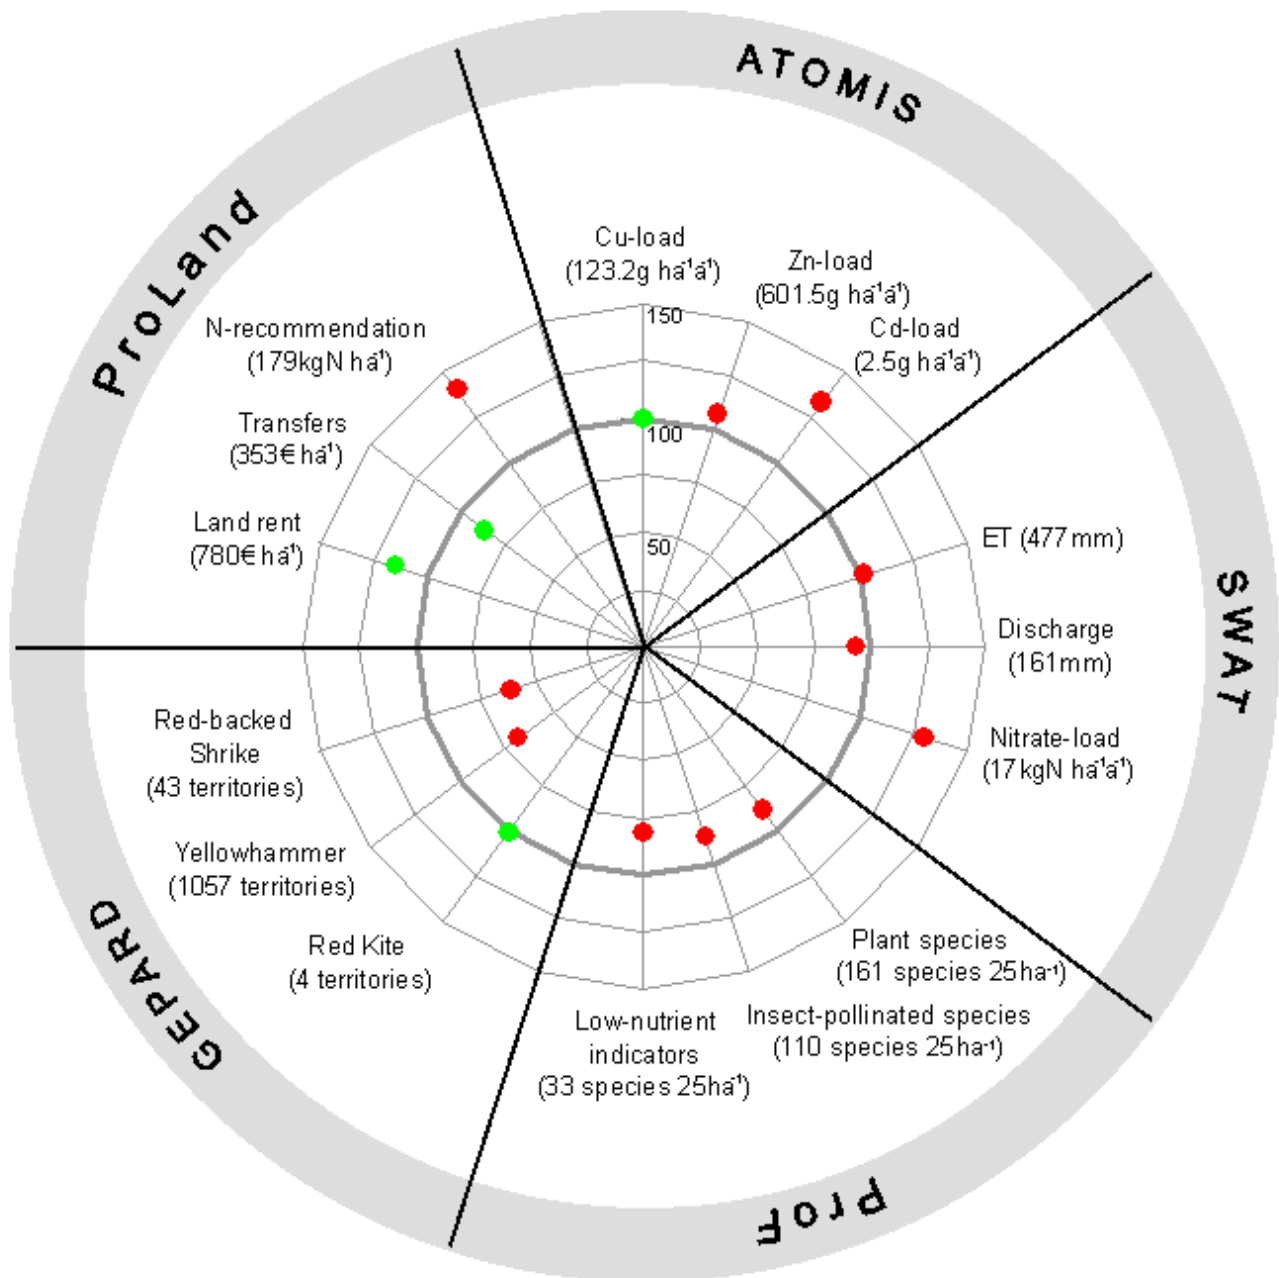 ATOMIS
ProLand
SWAT
GEPARD
ProF
Cu-load
(123.2g ha⁻¹a⁻¹)
Zn-load
(601.5g ha⁻¹a⁻¹)
Cd-load
(2.5g ha⁻¹a⁻¹)
N-recommendation
(179kgN ha⁻¹)
Transfers
(353€ ha⁻¹)
Land rent
(780€ ha⁻¹)
150
100
50
ET (477mm)
Discharge
(161mm)
Nitrate-load
(17kgN ha⁻¹a⁻¹)
Red-backed
Shrike
(43 territories)
Yellowhammer
(1057 territories)
Red Kite
(4 territories)
Plant species
(161 species 25ha⁻¹)
Insect-pollinated species
(110 species 25ha⁻¹)
Low-nutrient
indicators
(33 species 25ha⁻¹)